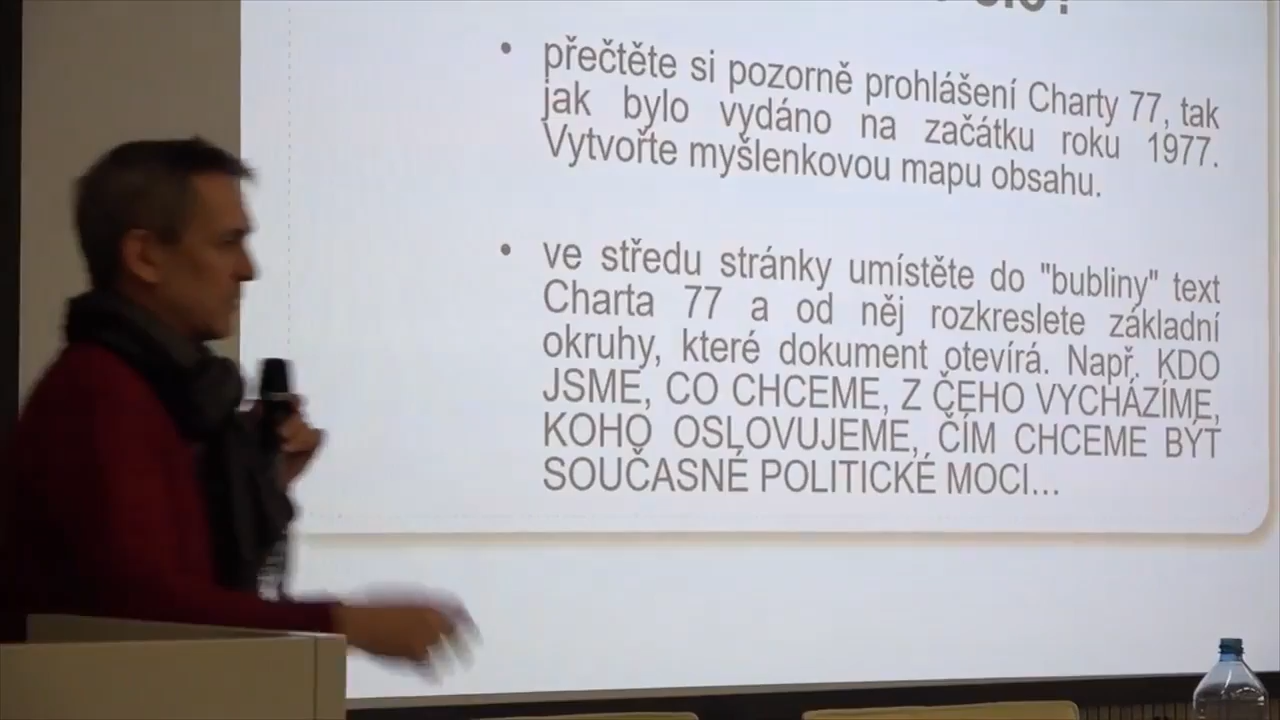 • přečtěte si pozorně prohlášení Charty 77, tak
jak bylo vydáno na začátku roku 1977.
Vytvořte myšlenkovou mapu obsahu.
• ve středu stránky umístěte do "bubliny" text
Charta 77 a od něj rozkreslete základní
okruhy, které dokument otevírá. Např. KDO
JSME, CO CHCEME, Z ČEHO VYCHÁZÍME,
KOHO OSLOVUJEME, ČÍM CHCEME BÝT
SOUČASNÉ POLITICKÉ MOCI...